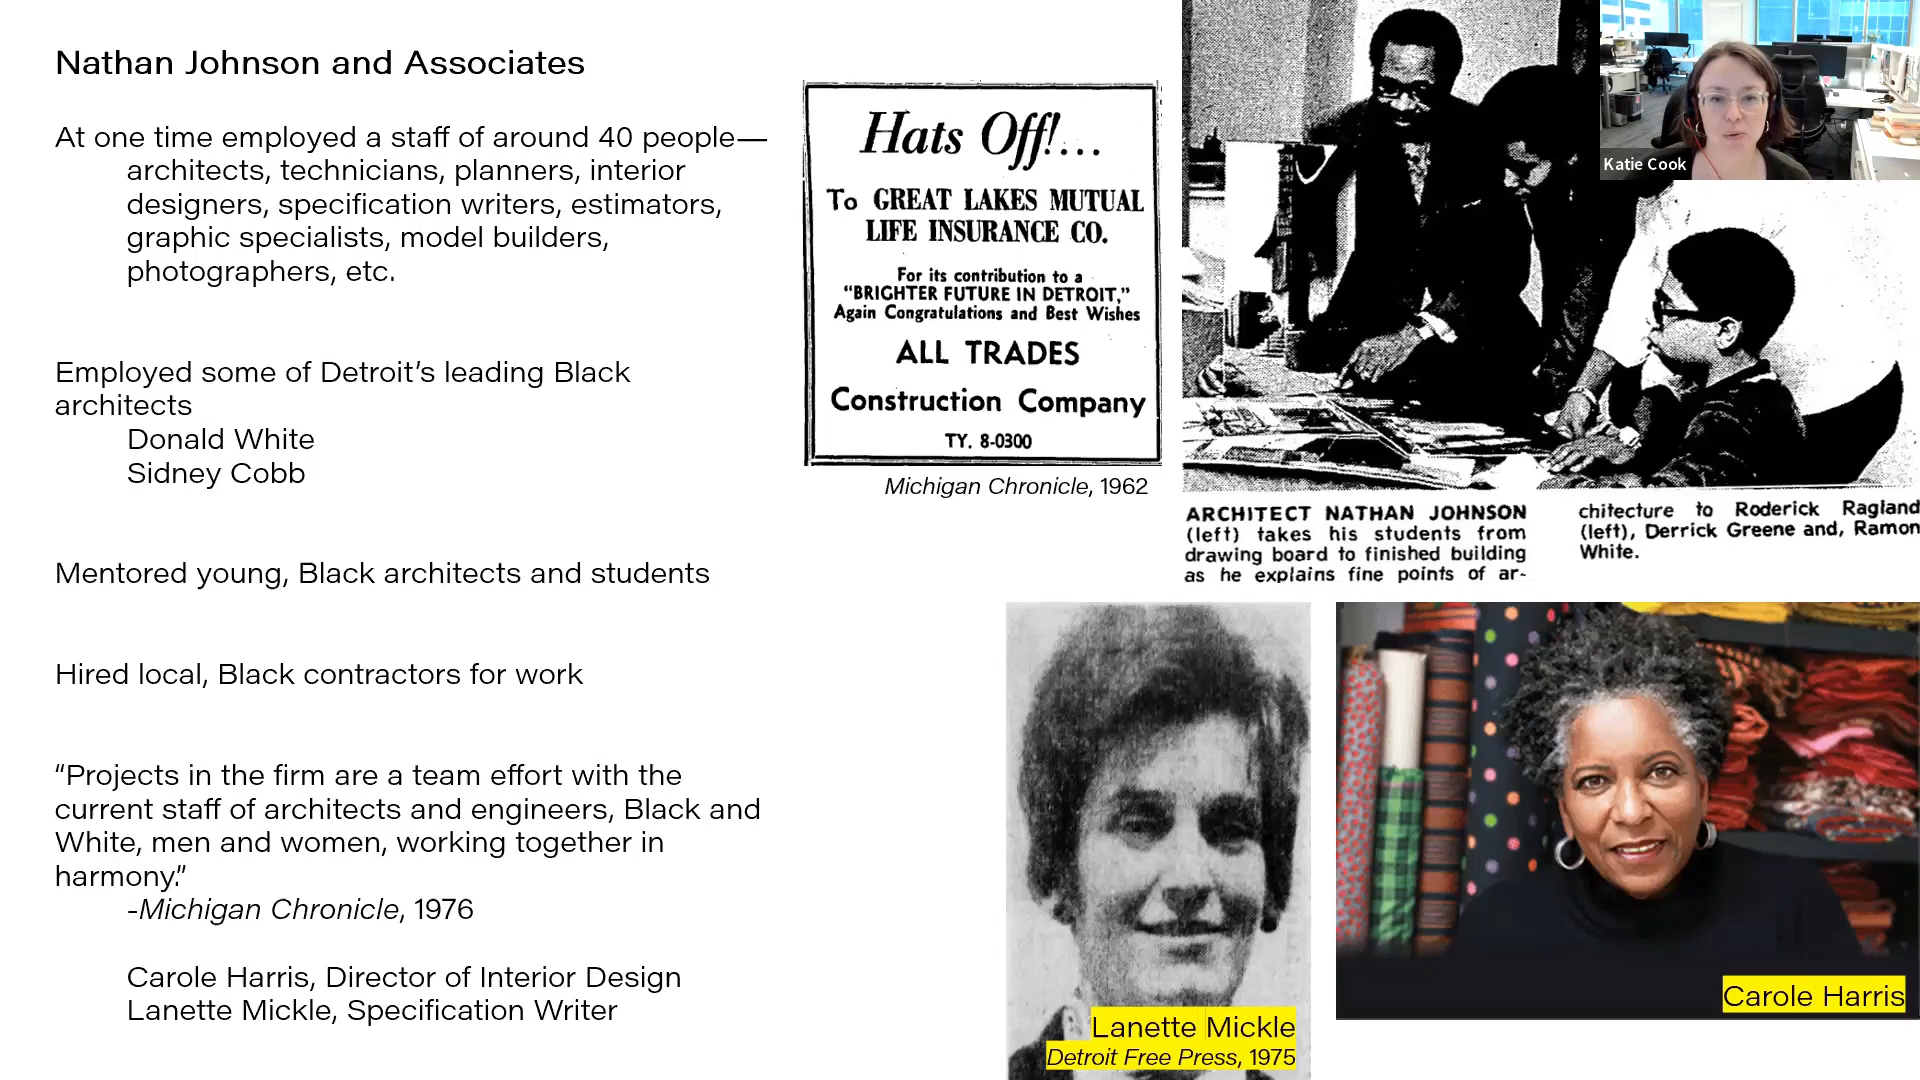 Nathan Johnson and Associates
At one time employed a staff of around 40 people—
architects, technicians, planners, interior
designers, specification writers, estimators,
graphic specialists, model builders,
photographers, etc.
Employed some of Detroit's leading Black
architects
Donald White
Sidney Cobb
Mentored young, Black architects and students
Hired local, Black contractors for work
“Projects in the firm are a team effort with the
current staff of architects and engineers, Black and
White, men and women, working together in
harmony.”
-Michigan Chronicle, 1976
Carole Harris, Director of Interior Design
Lanette Mickle, Specification Writer
Hats Off!...
To GREAT LAKES MUTUAL
LIFE INSURANCE CO.
For its contribution to a
“BRIGHTER FUTURE IN DETROIT,”
Again Congratulations and Best Wishes
ALL TRADES
Construction Company
TY. 8-0300
Michigan Chronicle, 1962
Katie Cook
ARCHITECT NATHAN JOHNSON
(left) takes his students from
drawing board to finished building
as he explains fine points of ar-
chitecture to Roderick Ragland
(left), Derrick Greene and, Ramon
White.
Lanette Mickle
Detroit Free Press, 1975
Carole Harris